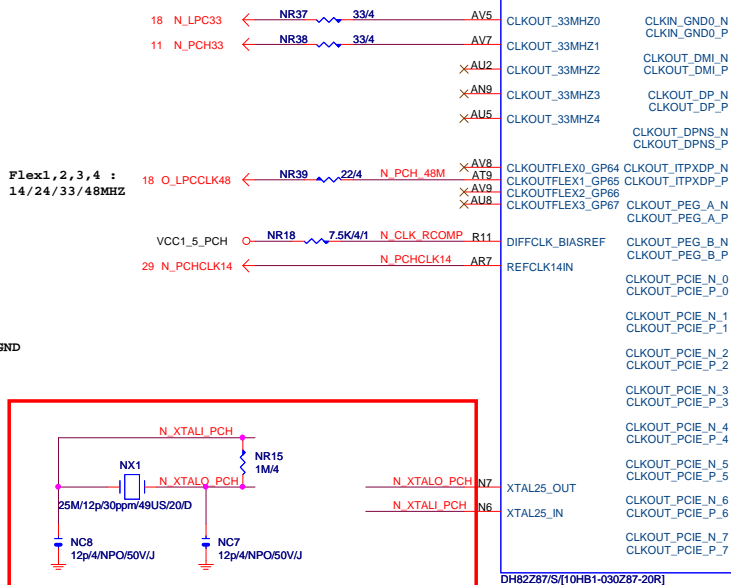 18 N_LPC33 NR37 33/4 AV5 CLKOUT_33MHZ0 CLKIN_GND0_N
CLKIN_GND0_P
11 N_PCH33 NR38 33/4 AV7 CLKOUT_33MHZ1
CLKOUT_DMI_N
AU2 CLKOUT_33MHZ2 CLKOUT_DMI_P
AN9 CLKOUT_33MHZ3 CLKOUT_DP_N
CLKOUT_DP_P
AU5 CLKOUT_33MHZ4
CLKOUT_DPNS_N
CLKOUT_DPNS_P
AV8 CLKOUTFLEX0_GP64 CLKOUT_ITPXDP_N
Flex1,2,3,4 :
14/24/33/48MHZ
18 O_LPCCLK48 NR39 22/4 N_PCH_48M AT9 CLKOUTFLEX1_GP65 CLKOUT_ITPXDP_P
AV9 CLKOUTFLEX2_GP66
AU8 CLKOUTFLEX3_GP67 CLKOUT_PEG_A_N
CLKOUT_PEG_A_P
VCC1_5_PCH NR18 7.5K/4/1 N_CLK_RCOMP R11 DIFFCLK_BIASREF CLKOUT_PEG_B_N
CLKOUT_PEG_B_P
29 N_PCHCLK14 N_PCHCLK14 AR7 REFCLK14IN
CLKOUT_PCIE_N_0
CLKOUT_PCIE_P_0
CLKOUT_PCIE_N_1
CLKOUT_PCIE_P_1
GND
CLKOUT_PCIE_N_2
CLKOUT_PCIE_P_2
CLKOUT_PCIE_N_3
CLKOUT_PCIE_P_3
N_XTALI_PCH
CLKOUT_PCIE_N_4
CLKOUT_PCIE_P_4
NR15
1M/4
NX1
CLKOUT_PCIE_N_5
CLKOUT_PCIE_P_5
N_XTALO_PCH N_XTALO_PCH N7 XTAL25_OUT
25M/12p/30ppm/49US/20/D
CLKOUT_PCIE_N_6
CLKOUT_PCIE_P_6
N_XTALI_PCH N6 XTAL25_IN
NC8 NC7
12p/4/NPO/50V/J 12p/4/NPO/50V/J
CLKOUT_PCIE_N_7
CLKOUT_PCIE_P_7
DH82Z87/S/[10HB1-030Z87-20R]